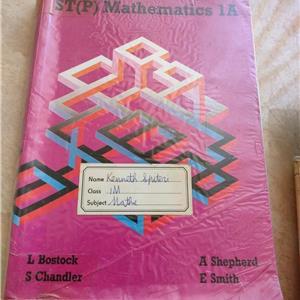 ST(P) Mathematics 1A
Name Kenneth Spiteri
Class 1M
Subject Maths
L Bostock A Shepherd
S Chandler E Smith